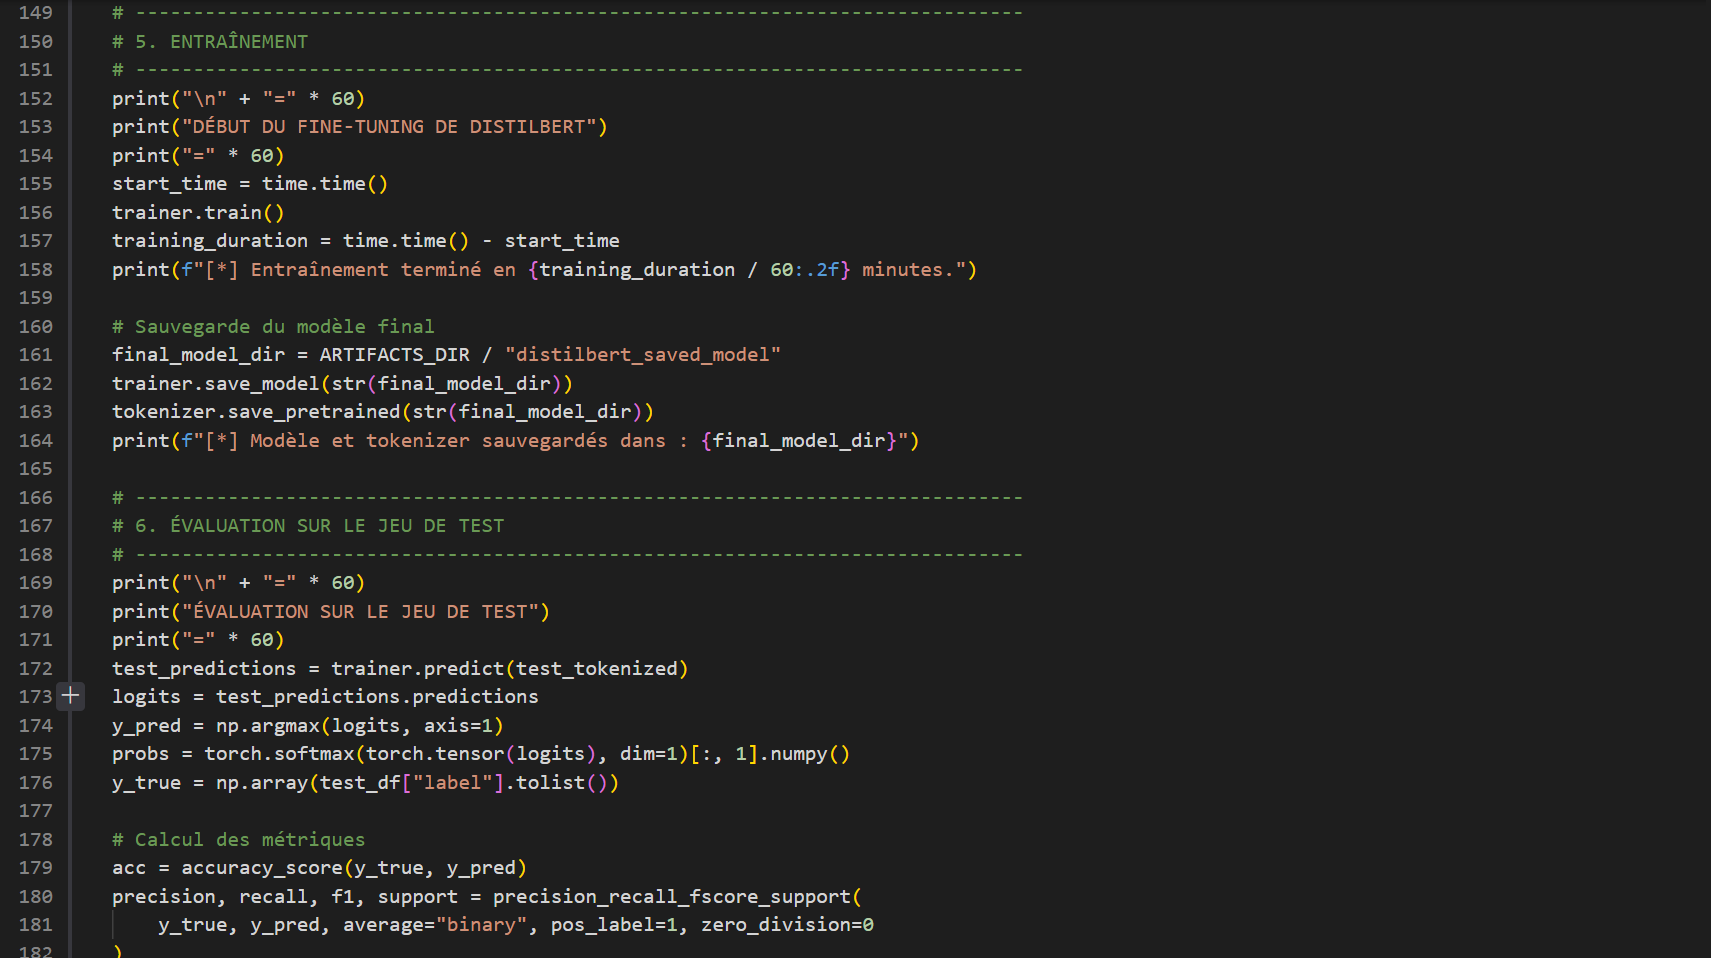 149 # -----------------------------------------------------------------------------
150 # 5. ENTRAÎNEMENT
151 # -----------------------------------------------------------------------------
152 print("\n" + "=" * 60)
153 print("DÉBUT DU FINE-TUNING DE DISTILBERT")
154 print("=" * 60)
155 start_time = time.time()
156 trainer.train()
157 training_duration = time.time() - start_time
158 print(f"[*] Entraînement terminé en {training_duration / 60:.2f} minutes.")
159
160 # Sauvegarde du modèle final
161 final_model_dir = ARTIFACTS_DIR / "distilbert_saved_model"
162 trainer.save_model(str(final_model_dir))
163 tokenizer.save_pretrained(str(final_model_dir))
164 print(f"[*] Modèle et tokenizer sauvegardés dans : {final_model_dir}")
165
166 # -----------------------------------------------------------------------------
167 # 6. ÉVALUATION SUR LE JEU DE TEST
168 # -----------------------------------------------------------------------------
169 print("\n" + "=" * 60)
170 print("ÉVALUATION SUR LE JEU DE TEST")
171 print("=" * 60)
172 test_predictions = trainer.predict(test_tokenized)
173 logits = test_predictions.predictions
174 y_pred = np.argmax(logits, axis=1)
175 probs = torch.softmax(torch.tensor(logits), dim=1)[:, 1].numpy()
176 y_true = np.array(test_df["label"].tolist())
177
178 # Calcul des métriques
179 acc = accuracy_score(y_true, y_pred)
180 precision, recall, f1, support = precision_recall_fscore_support(
181     y_true, y_pred, average="binary", pos_label=1, zero_division=0
182 )